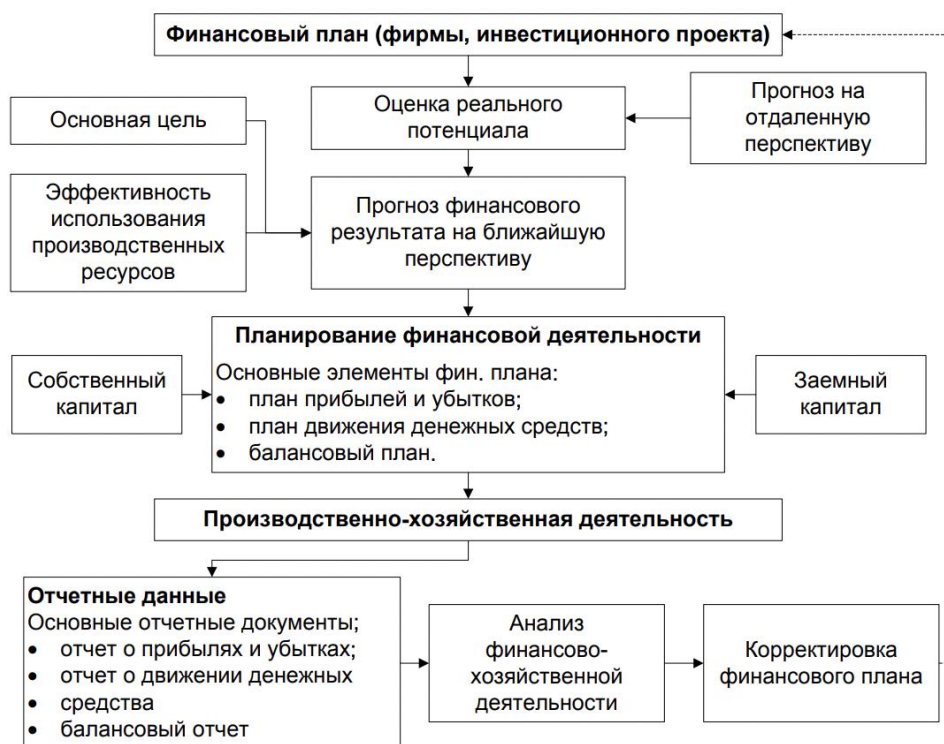 Финансовый план (фирмы, инвестиционного проекта)
Оценка реального
потенциала
Прогноз на
отдаленную
перспективу
Основная цель
Эффективность
использования
производственных
ресурсов
Прогноз финансового
результата на ближайшую
перспективу
Планирование финансовой деятельности
Основные элементы фин. плана:
• план прибылей и убытков;
• план движения денежных средств;
• балансовый план.
Собственный
капитал
Заемный
капитал
Производственно-хозяйственная деятельность
Отчетные данные
Основные отчетные документы;
• отчет о прибылях и убытках;
• отчет о движении денежных
• средства
• балансовый отчет
Анализ
финансово-
хозяйственной
деятельности
Корректировка
финансового плана